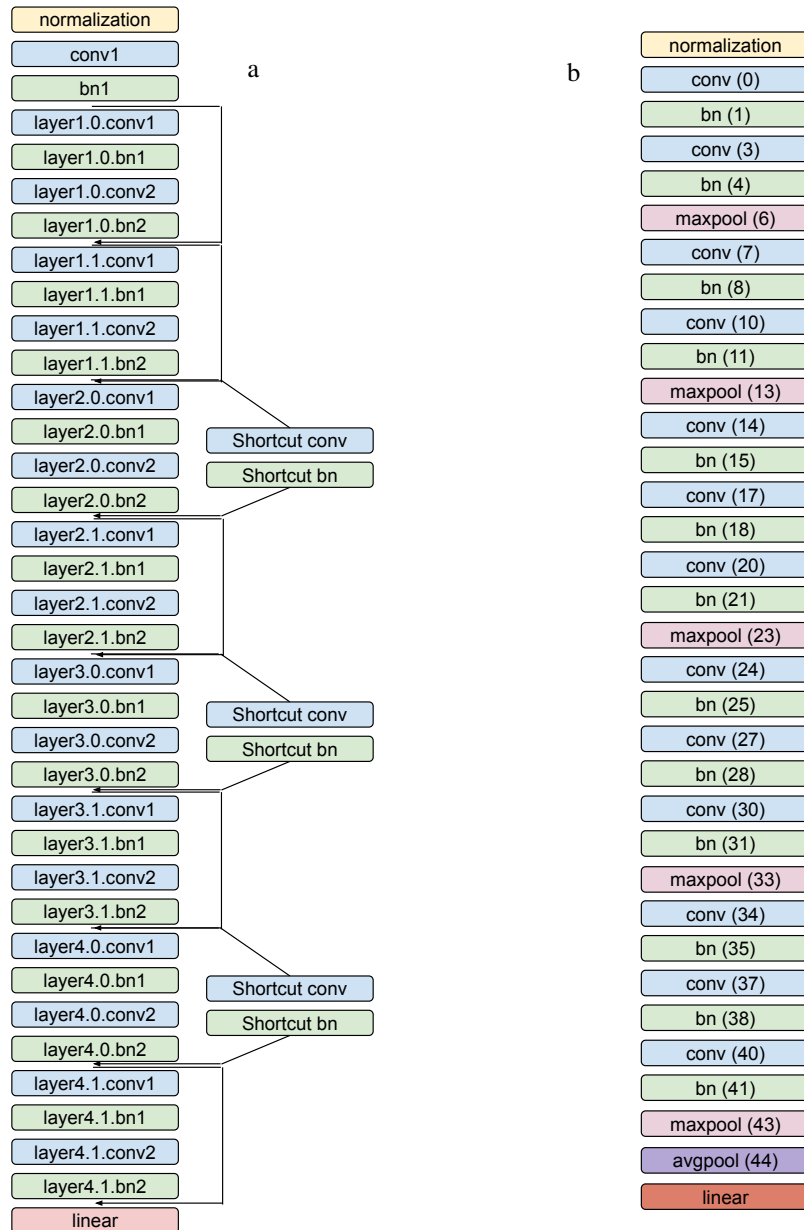 normalization
conv1
bn1
layer1.0.conv1
layer1.0.bn1
layer1.0.conv2
layer1.0.bn2
layer1.1.conv1
layer1.1.bn1
layer1.1.conv2
layer1.1.bn2
layer2.0.conv1
layer2.0.bn1
layer2.0.conv2
layer2.0.bn2
layer2.1.conv1
layer2.1.bn1
layer2.1.conv2
layer2.1.bn2
layer3.0.conv1
layer3.0.bn1
layer3.0.conv2
layer3.0.bn2
layer3.1.conv1
layer3.1.bn1
layer3.1.conv2
layer3.1.bn2
layer4.0.conv1
layer4.0.bn1
layer4.0.conv2
layer4.0.bn2
layer4.1.conv1
layer4.1.bn1
layer4.1.conv2
layer4.1.bn2
linear
a
Shortcut conv
Shortcut bn
Shortcut conv
Shortcut bn
Shortcut conv
Shortcut bn
b
normalization
conv (0)
bn (1)
conv (3)
bn (4)
maxpool (6)
conv (7)
bn (8)
conv (10)
bn (11)
maxpool (13)
conv (14)
bn (15)
conv (17)
bn (18)
conv (20)
bn (21)
maxpool (23)
conv (24)
bn (25)
conv (27)
bn (28)
conv (30)
bn (31)
maxpool (33)
conv (34)
bn (35)
conv (37)
bn (38)
conv (40)
bn (41)
maxpool (43)
avgpool (44)
linear